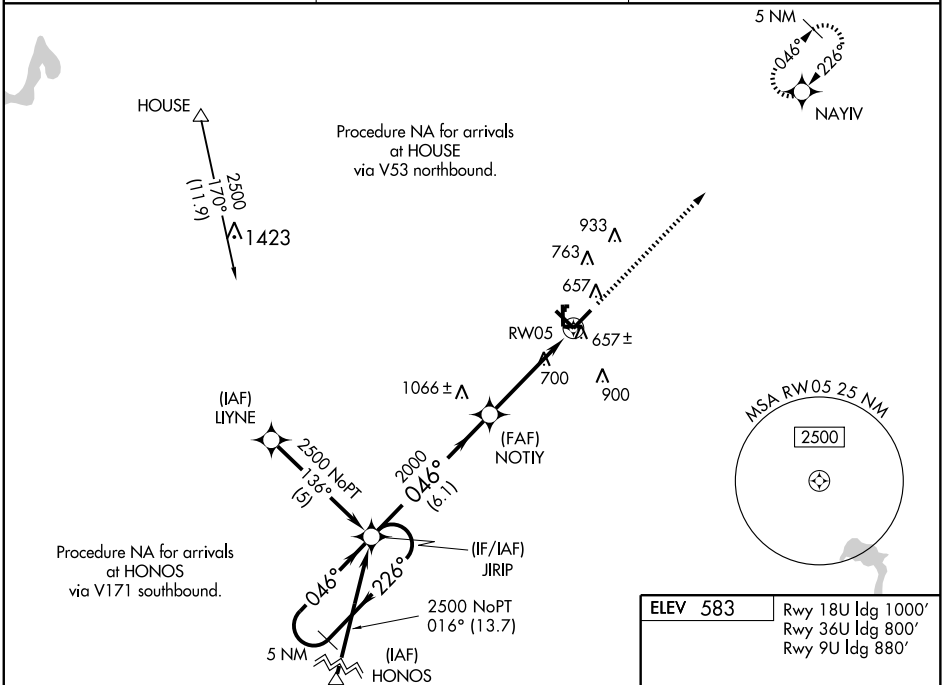 5 NM
046°
226°
NAYIV
HOUSE
2500
170°
(11.9)
1423
Procedure NA for arrivals
at HOUSE
via V53 northbound.
933
763
657
RW05
657 ±
700
900
1066 ±
(IAF)
LIYNE
2500 NoPT
136°
(5)
2000
046°
(6.1)
(FAF)
NOTIY
MSA RW 05 25 NM
2500
Procedure NA for arrivals
at HONOS
via V171 southbound.
(IF/IAF)
JIRIP
046°
226°
2500 NoPT
016° (13.7)
5 NM
(IAF)
HONOS
ELEV 583
Rwy 18U ldg 1000'
Rwy 36U ldg 800'
Rwy 9U ldg 880'